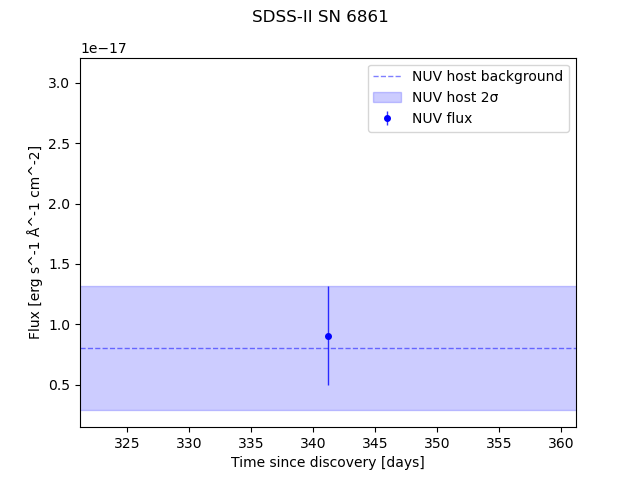 SDSS-II SN 6861
1e−17
NUV host background
NUV host 2σ
NUV flux
3.0
2.5
2.0
1.5
1.0
0.5
Flux [erg s^-1 Å^-1 cm^-2]
325 330 335 340 345 350 355 360
Time since discovery [days]